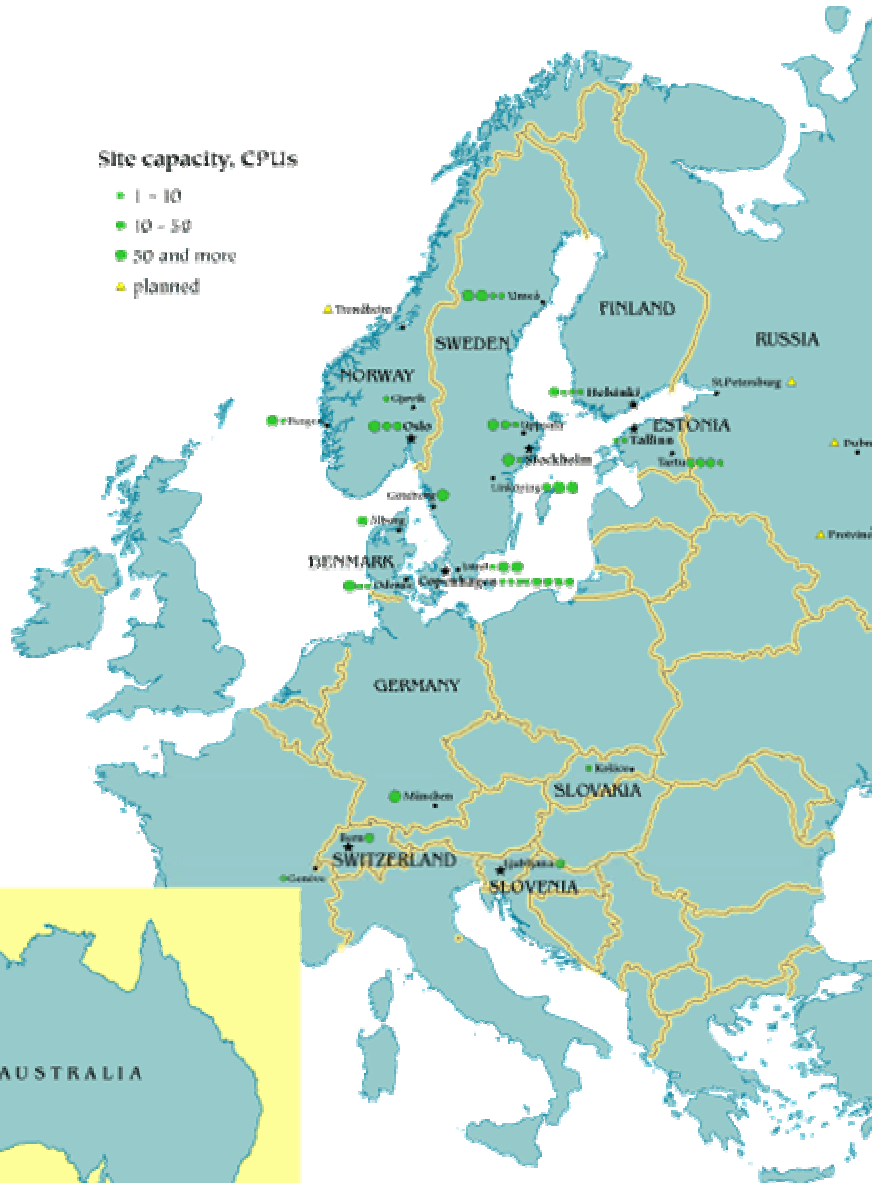 Site capacity, CPUs
1 - 10
10 - 50
50 and more
planned
Umeå
Trondheim
FINLAND
SWEDEN
RUSSIA
NORWAY
St.Petersburg
Helsinki
Gjøvik
Bergen
Oslo
Uppsala
ESTONIA
Tallinn
Stockholm
Tartu
Linköping
Göteborg
Ålborg
DENMARK
Lund
Odense
Copenhagen
GERMANY
Košice
SLOVAKIA
München
Bern
SWITZERLAND
Ljubljana
Genève
SLOVENIA
AUSTRALIA